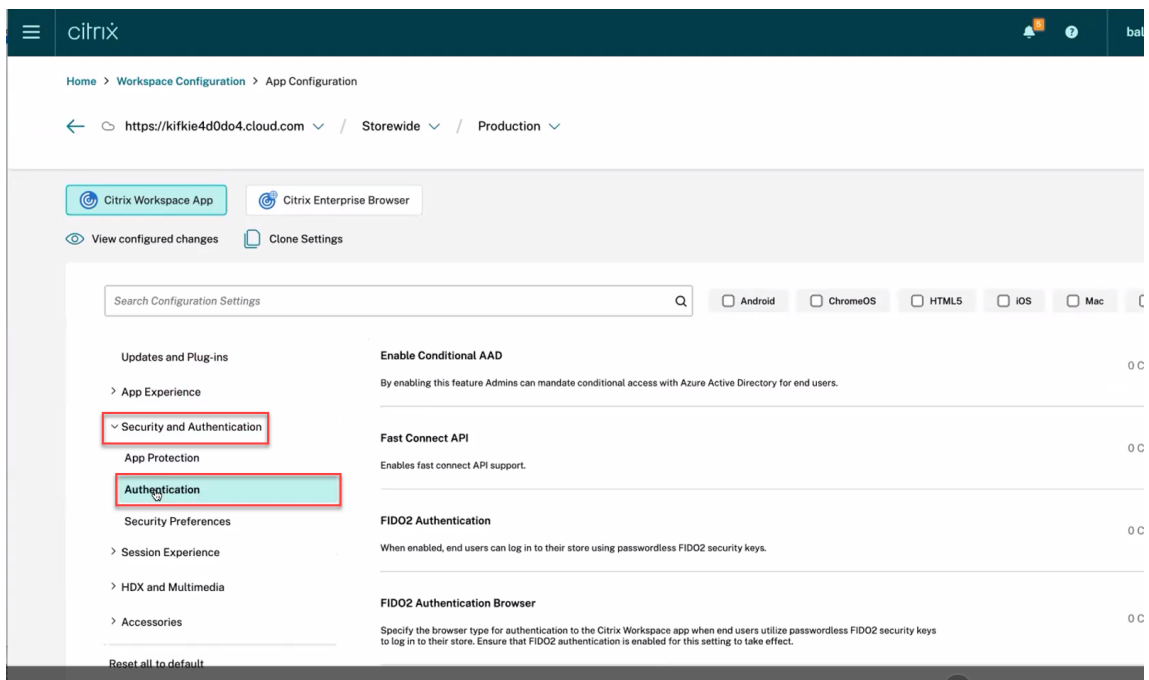 citrix
5
bal
Home > Workspace Configuration > App Configuration
https://kifkie4d0do4.cloud.com / Storewide / Production
Citrix Workspace App
Citrix Enterprise Browser
View configured changes
Clone Settings
Search Configuration Settings
Android
ChromeOS
HTML5
iOS
Mac
Updates and Plug-ins
App Experience
Security and Authentication
App Protection
Authentication
Security Preferences
Session Experience
HDX and Multimedia
Accessories
Reset all to default
Enable Conditional AAD
0 C
By enabling this feature Admins can mandate conditional access with Azure Active Directory for end users.
Fast Connect API
0 C
Enables fast connect API support.
FIDO2 Authentication
0 C
When enabled, end users can log in to their store using passwordless FIDO2 security keys.
FIDO2 Authentication Browser
0 C
Specify the browser type for authentication to the Citrix Workspace app when end users utilize passwordless FIDO2 security keys
to log in to their store. Ensure that FIDO2 authentication is enabled for this setting to take effect.